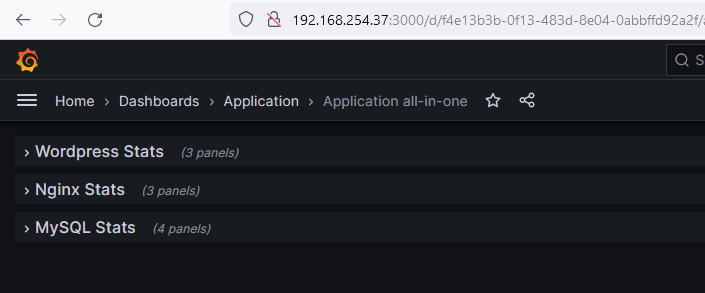 192.168.254.37:3000/d/f4e13b3b-0f13-483d-8e04-0abbffd92a2f/a
S
Home > Dashboards > Application > Application all-in-one
> Wordpress Stats (3 panels)
> Nginx Stats (3 panels)
> MySQL Stats (4 panels)